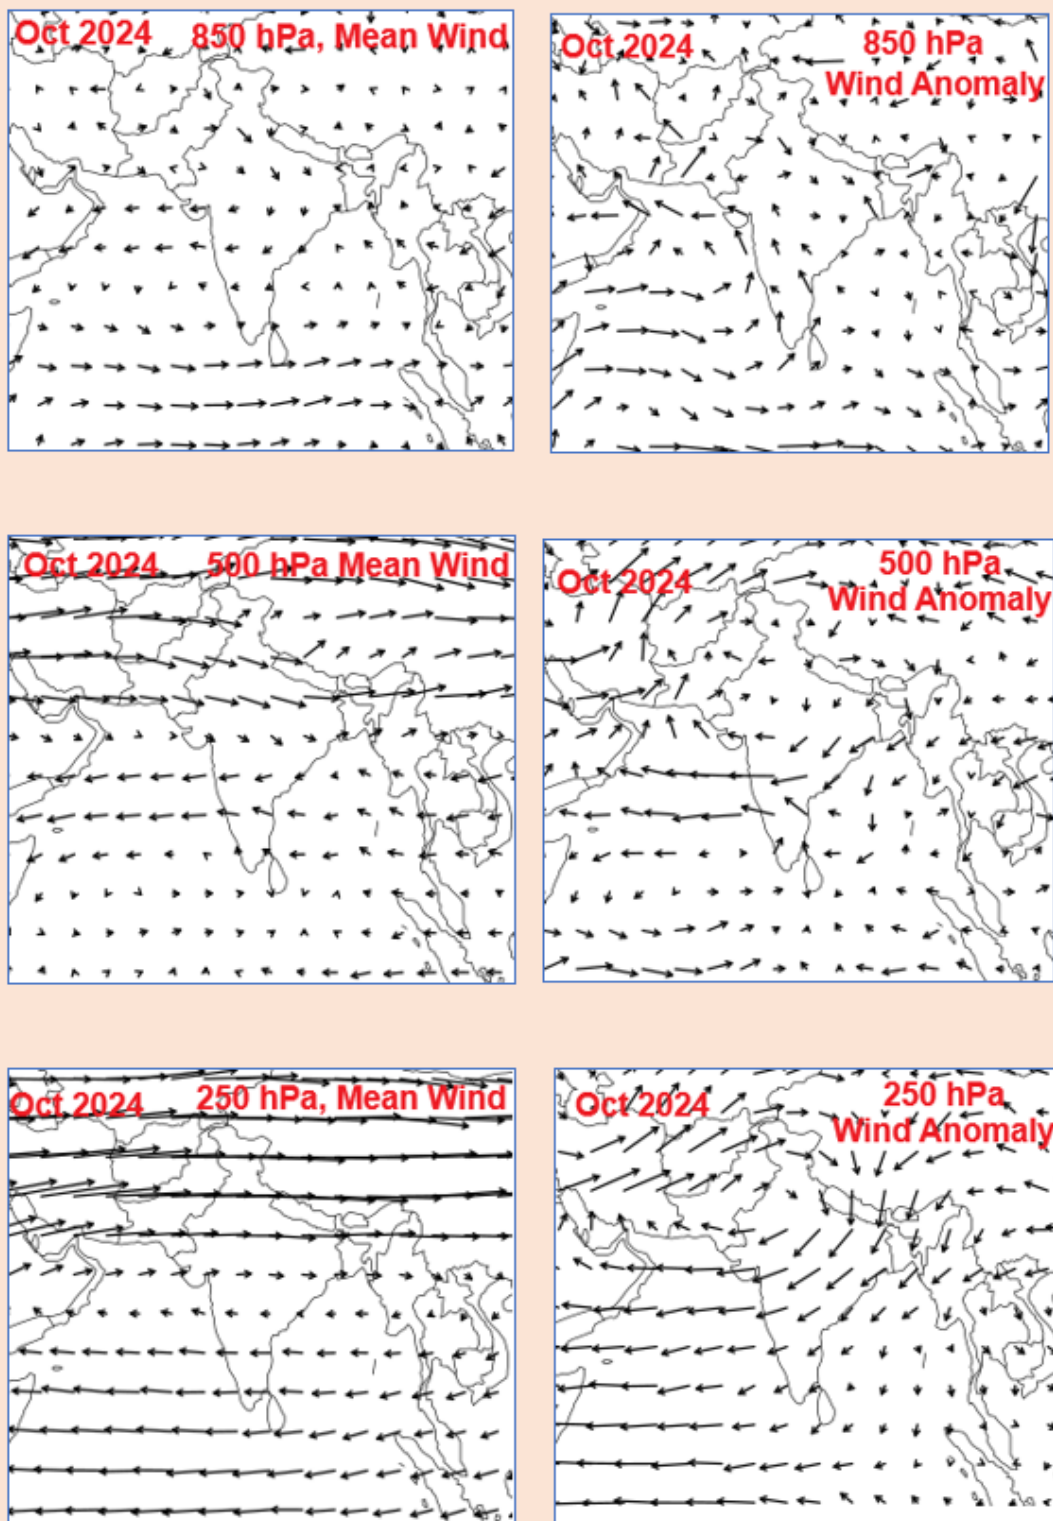 Oct 2024 850 hPa, Mean Wind
Oct 2024 850 hPa
Wind Anomaly
Oct 2024 500 hPa Mean Wind
Oct 2024 500 hPa
Wind Anomaly
Oct 2024 250 hPa, Mean Wind
Oct 2024 250 hPa
Wind Anomaly